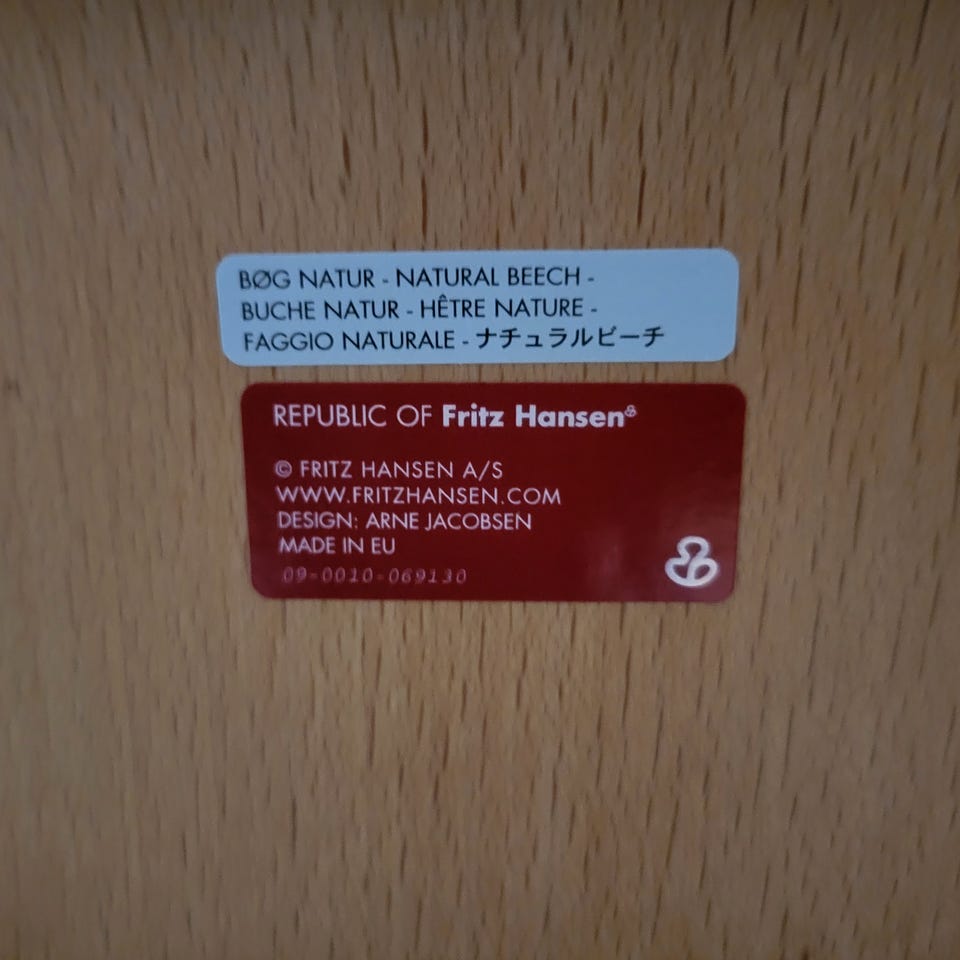 BØG NATUR - NATURAL BEECH -
BUCHE NATUR - HÊTRE NATURE -
FAGGIO NATURALE - ナチュラルビーチ
REPUBLIC OF Fritz Hansen
© FRITZ HANSEN A/S
WWW.FRITZHANSEN.COM
DESIGN: ARNE JACOBSEN
MADE IN EU
09-0010-069130